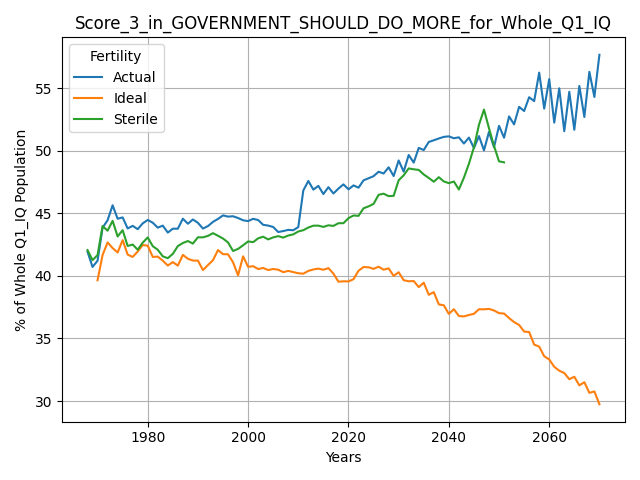 Score_3_in_GOVERNMENT_SHOULD_DO_MORE_for_Whole_Q1_IQ
Fertility
Actual
Ideal
Sterile
% of Whole Q1_IQ Population
55
50
45
40
35
30
1980
2000
2020
2040
2060
Years